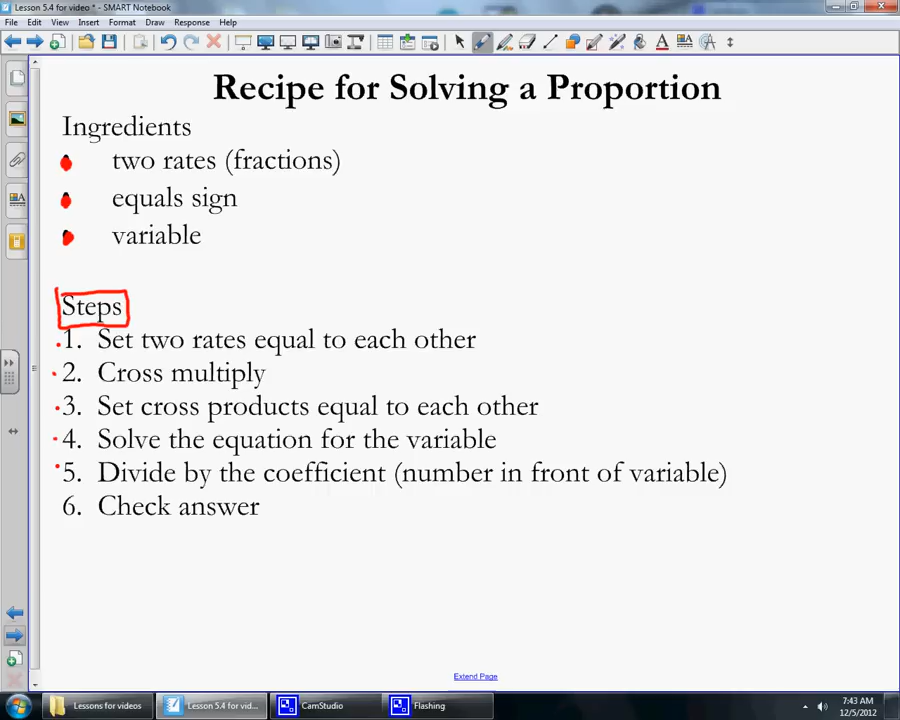 Lesson 5.4 for video * - SMART Notebook
File Edit View Insert Format Draw Response Help
Recipe for Solving a Proportion
Ingredients
two rates (fractions)
equals sign
variable
Steps
1. Set two rates equal to each other
2. Cross multiply
3. Set cross products equal to each other
4. Solve the equation for the variable
5. Divide by the coefficient (number in front of variable)
6. Check answer
Extend Page
Lessons for videos
Lesson 5.4 for vid...
CamStudio
Flashing
7:43 AM
12/5/2012